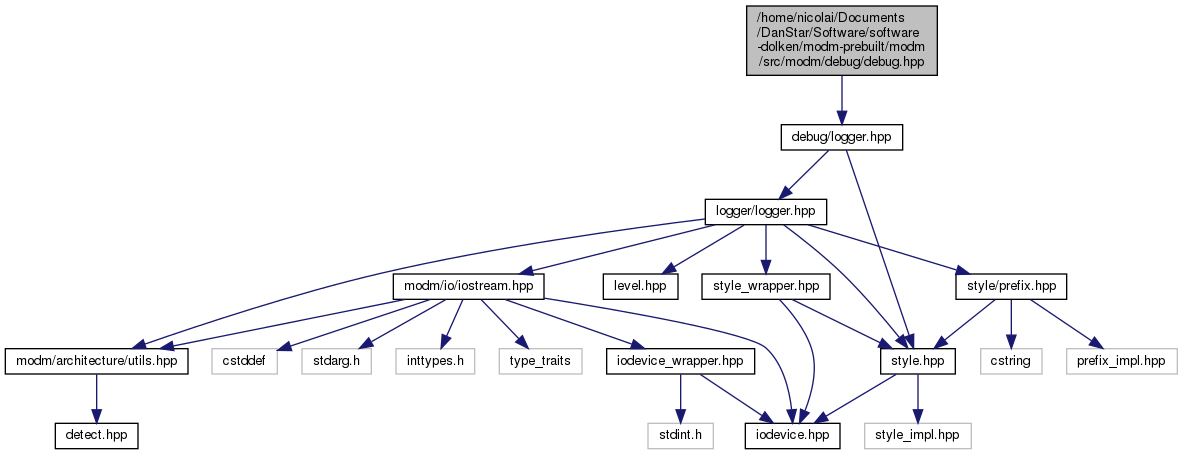 /home/nicolai/Documents
/DanStar/Software/software
-dolken/modm-prebuilt/modm
/src/modm/debug/debug.hpp
debug/logger.hpp
logger/logger.hpp
modm/io/iostream.hpp
level.hpp
style_wrapper.hpp
style/prefix.hpp
modm/architecture/utils.hpp
cstddef
stdarg.h
inttypes.h
type_traits
iodevice_wrapper.hpp
style.hpp
cstring
prefix_impl.hpp
detect.hpp
stdint.h
iodevice.hpp
style_impl.hpp